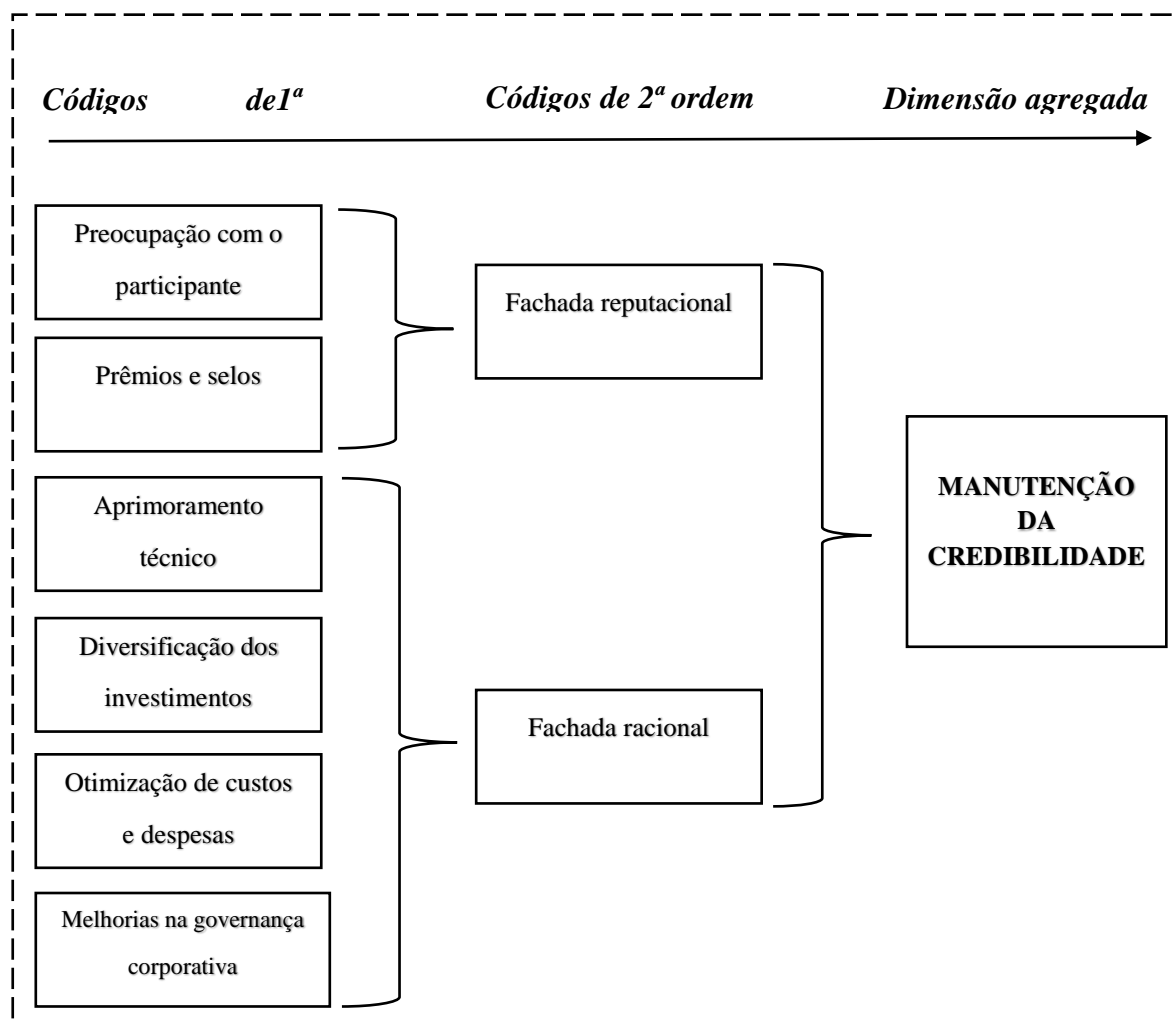 Códigos de1ª Códigos de 2ª ordem Dimensão agregada
Preocupação com o
participante
Prêmios e selos
Aprimoramento
técnico
Diversificação dos
investimentos
Otimização de custos
e despesas
Melhorias na governança
corporativa
Fachada reputacional
Fachada racional
MANUTENÇÃO
DA
CREDIBILIDADE